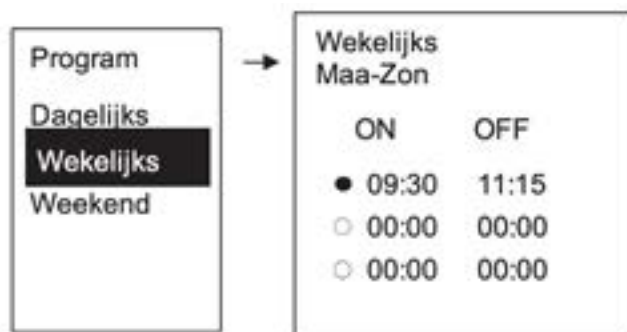 Program
Dagelijks
Wekelijks
Weekend
Wekelijks
Maa-Zon
ON OFF
09:30 11:15
00:00 00:00
00:00 00:00